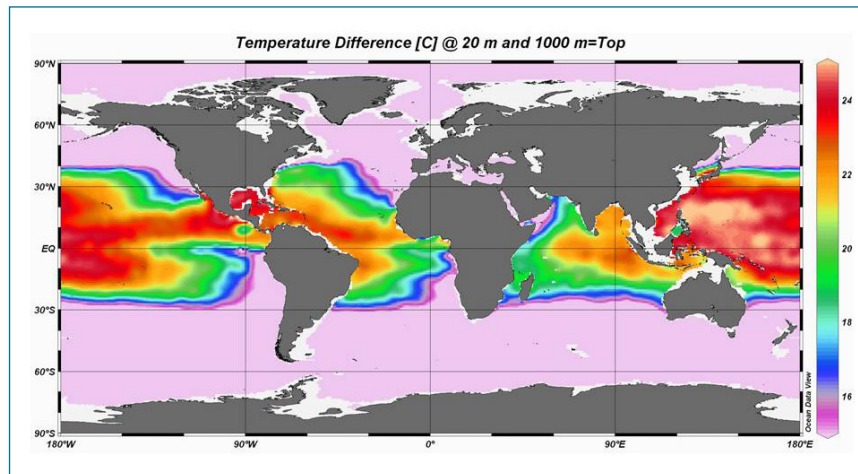 Temperature Difference [C] @ 20 m and 1000 m=Top
90°N
60°N
30°N
EQ
30°S
60°S
90°S
180°W
90°W
0°
90°E
180°E
24
22
20
18
16
Ocean Data View